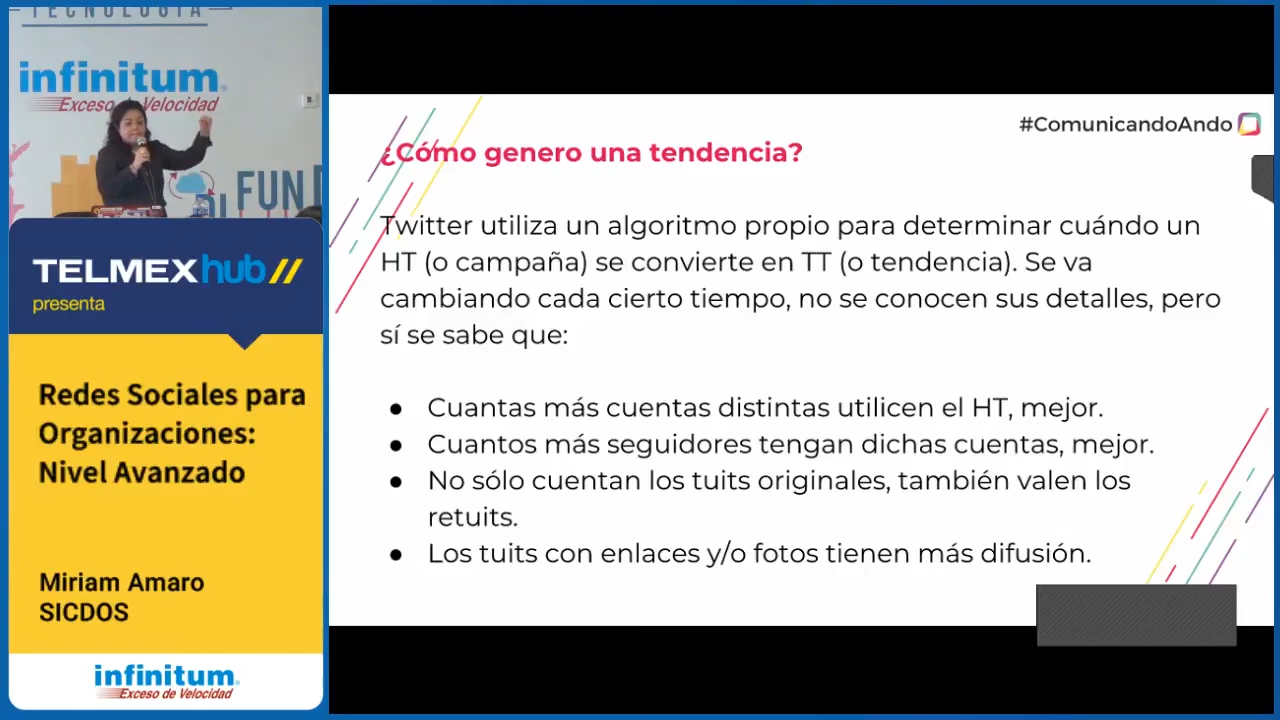 TECNOLOGÍA
infinitum
Exceso de Velocidad
FUND
TELMEXhub//
presenta
Redes Sociales para
Organizaciones:
Nivel Avanzado
Miriam Amaro
SICDOS
infinitum
Exceso de Velocidad
#ComunicandoAndo
¿Cómo genero una tendencia?
Twitter utiliza un algoritmo propio para determinar cuándo un
HT (o campaña) se convierte en TT (o tendencia). Se va
cambiando cada cierto tiempo, no se conocen sus detalles, pero
sí se sabe que:
● Cuantas más cuentas distintas utilicen el HT, mejor.
● Cuantos más seguidores tengan dichas cuentas, mejor.
● No sólo cuentan los tuits originales, también valen los
retuits.
● Los tuits con enlaces y/o fotos tienen más difusión.